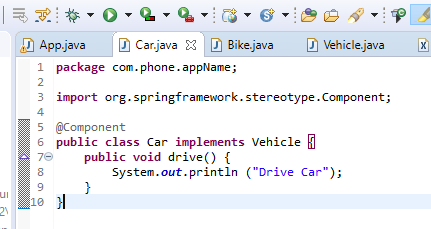 App.java
Car.java
Bike.java
Vehicle.java
1 package com.phone.appName;
2
3 import org.springframework.stereotype.Component;
4
5 @Component
6 public class Car implements Vehicle {
7 public void drive() {
8 System.out.println ("Drive Car");
9 }
10 }